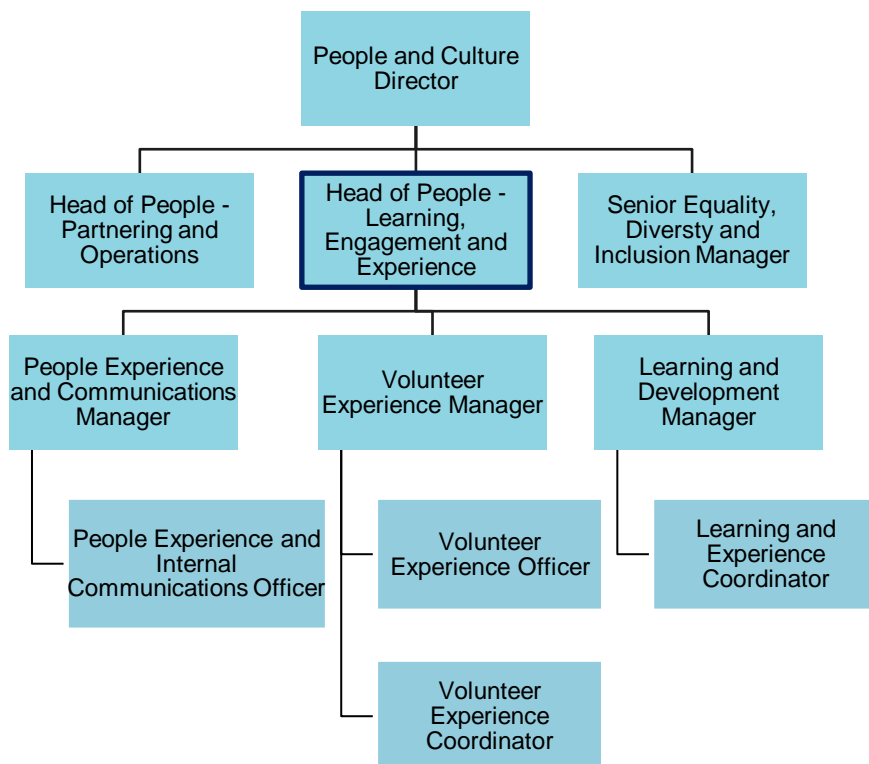 People and Culture
Director
Head of People -
Partnering and
Operations
Head of People -
Learning,
Engagement and
Experience
Senior Equality,
Diversty and
Inclusion Manager
People Experience
and Communications
Manager
Volunteer
Experience Manager
Learning and
Development
Manager
People Experience and
Internal
Communications Officer
Volunteer
Experience Officer
Learning and
Experience
Coordinator
Volunteer
Experience
Coordinator